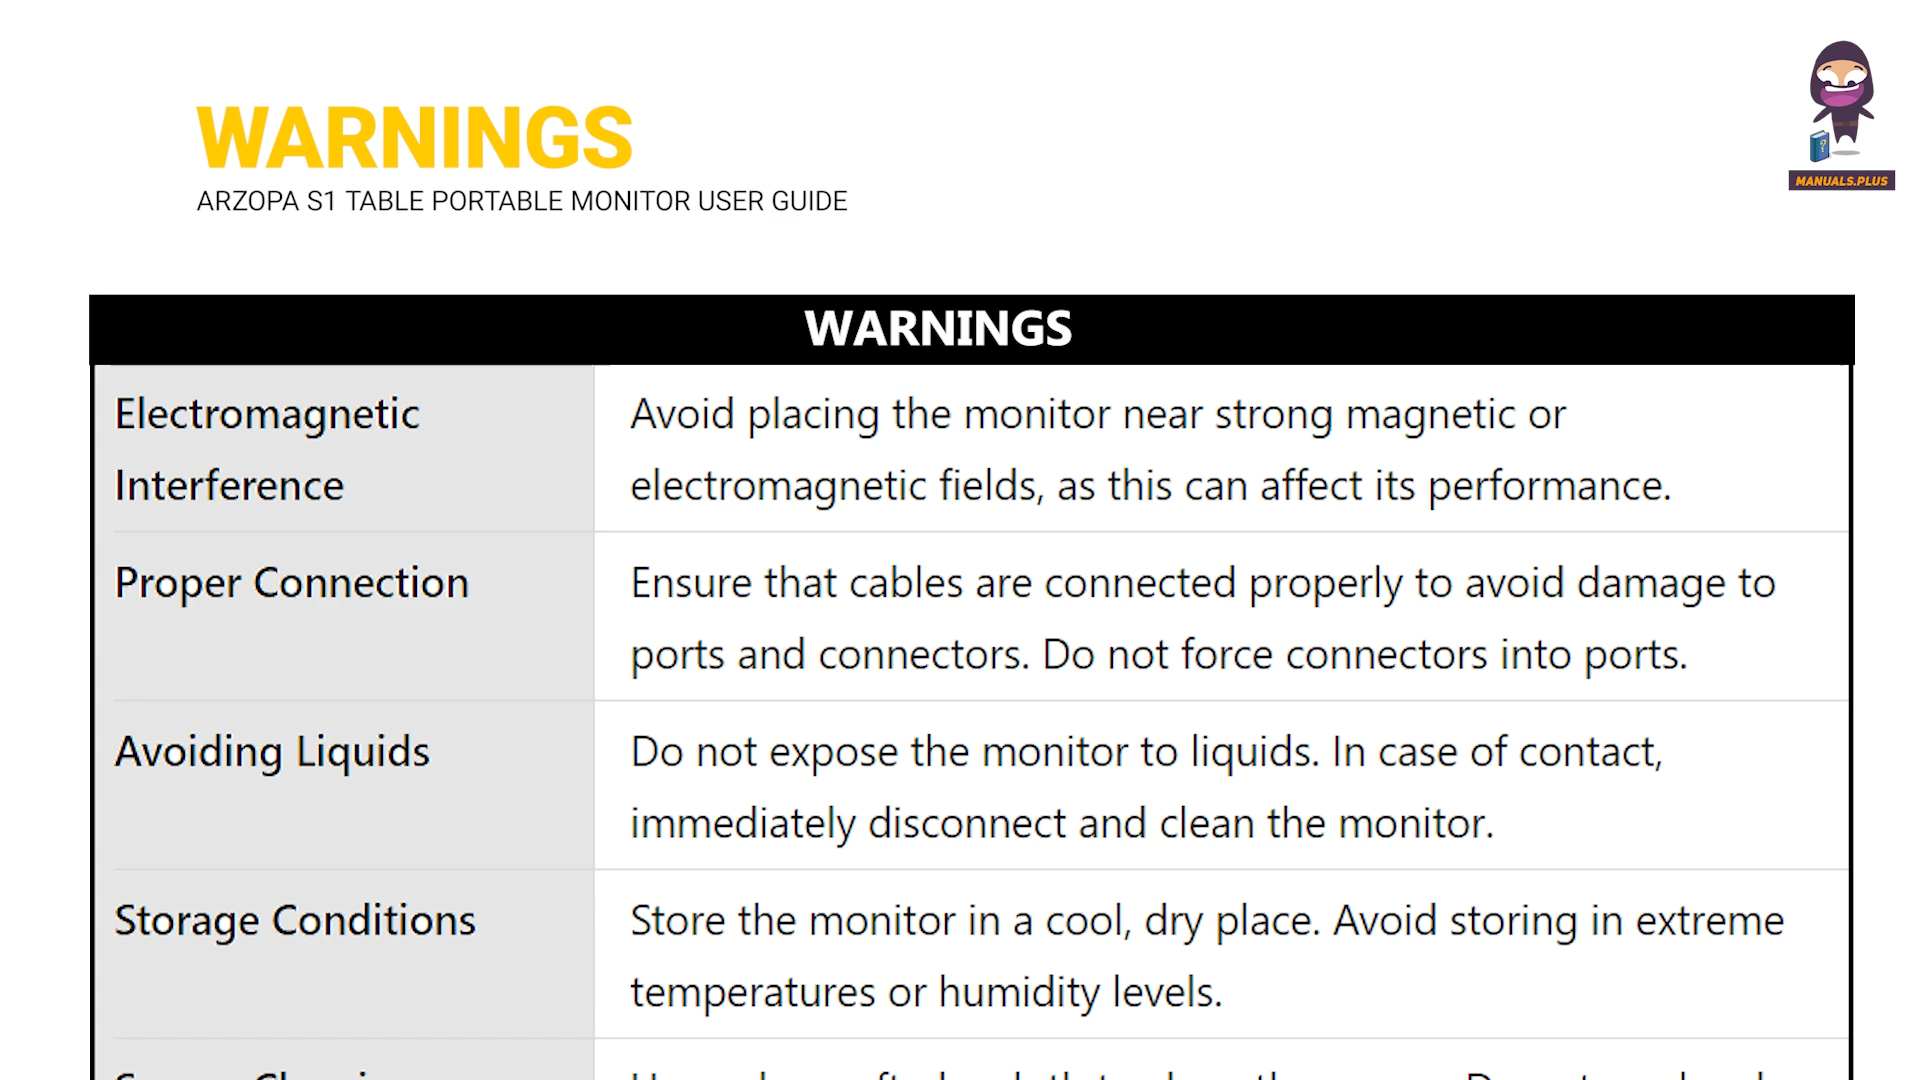 WARNINGS
ARZOPA S1 TABLE PORTABLE MONITOR USER GUIDE
MANUALS.PLUS
WARNINGS
Electromagnetic
Interference
Avoid placing the monitor near strong magnetic or
electromagnetic fields, as this can affect its performance.
Proper Connection
Ensure that cables are connected properly to avoid damage to
ports and connectors. Do not force connectors into ports.
Avoiding Liquids
Do not expose the monitor to liquids. In case of contact,
immediately disconnect and clean the monitor.
Storage Conditions
Store the monitor in a cool, dry place. Avoid storing in extreme
temperatures or humidity levels.